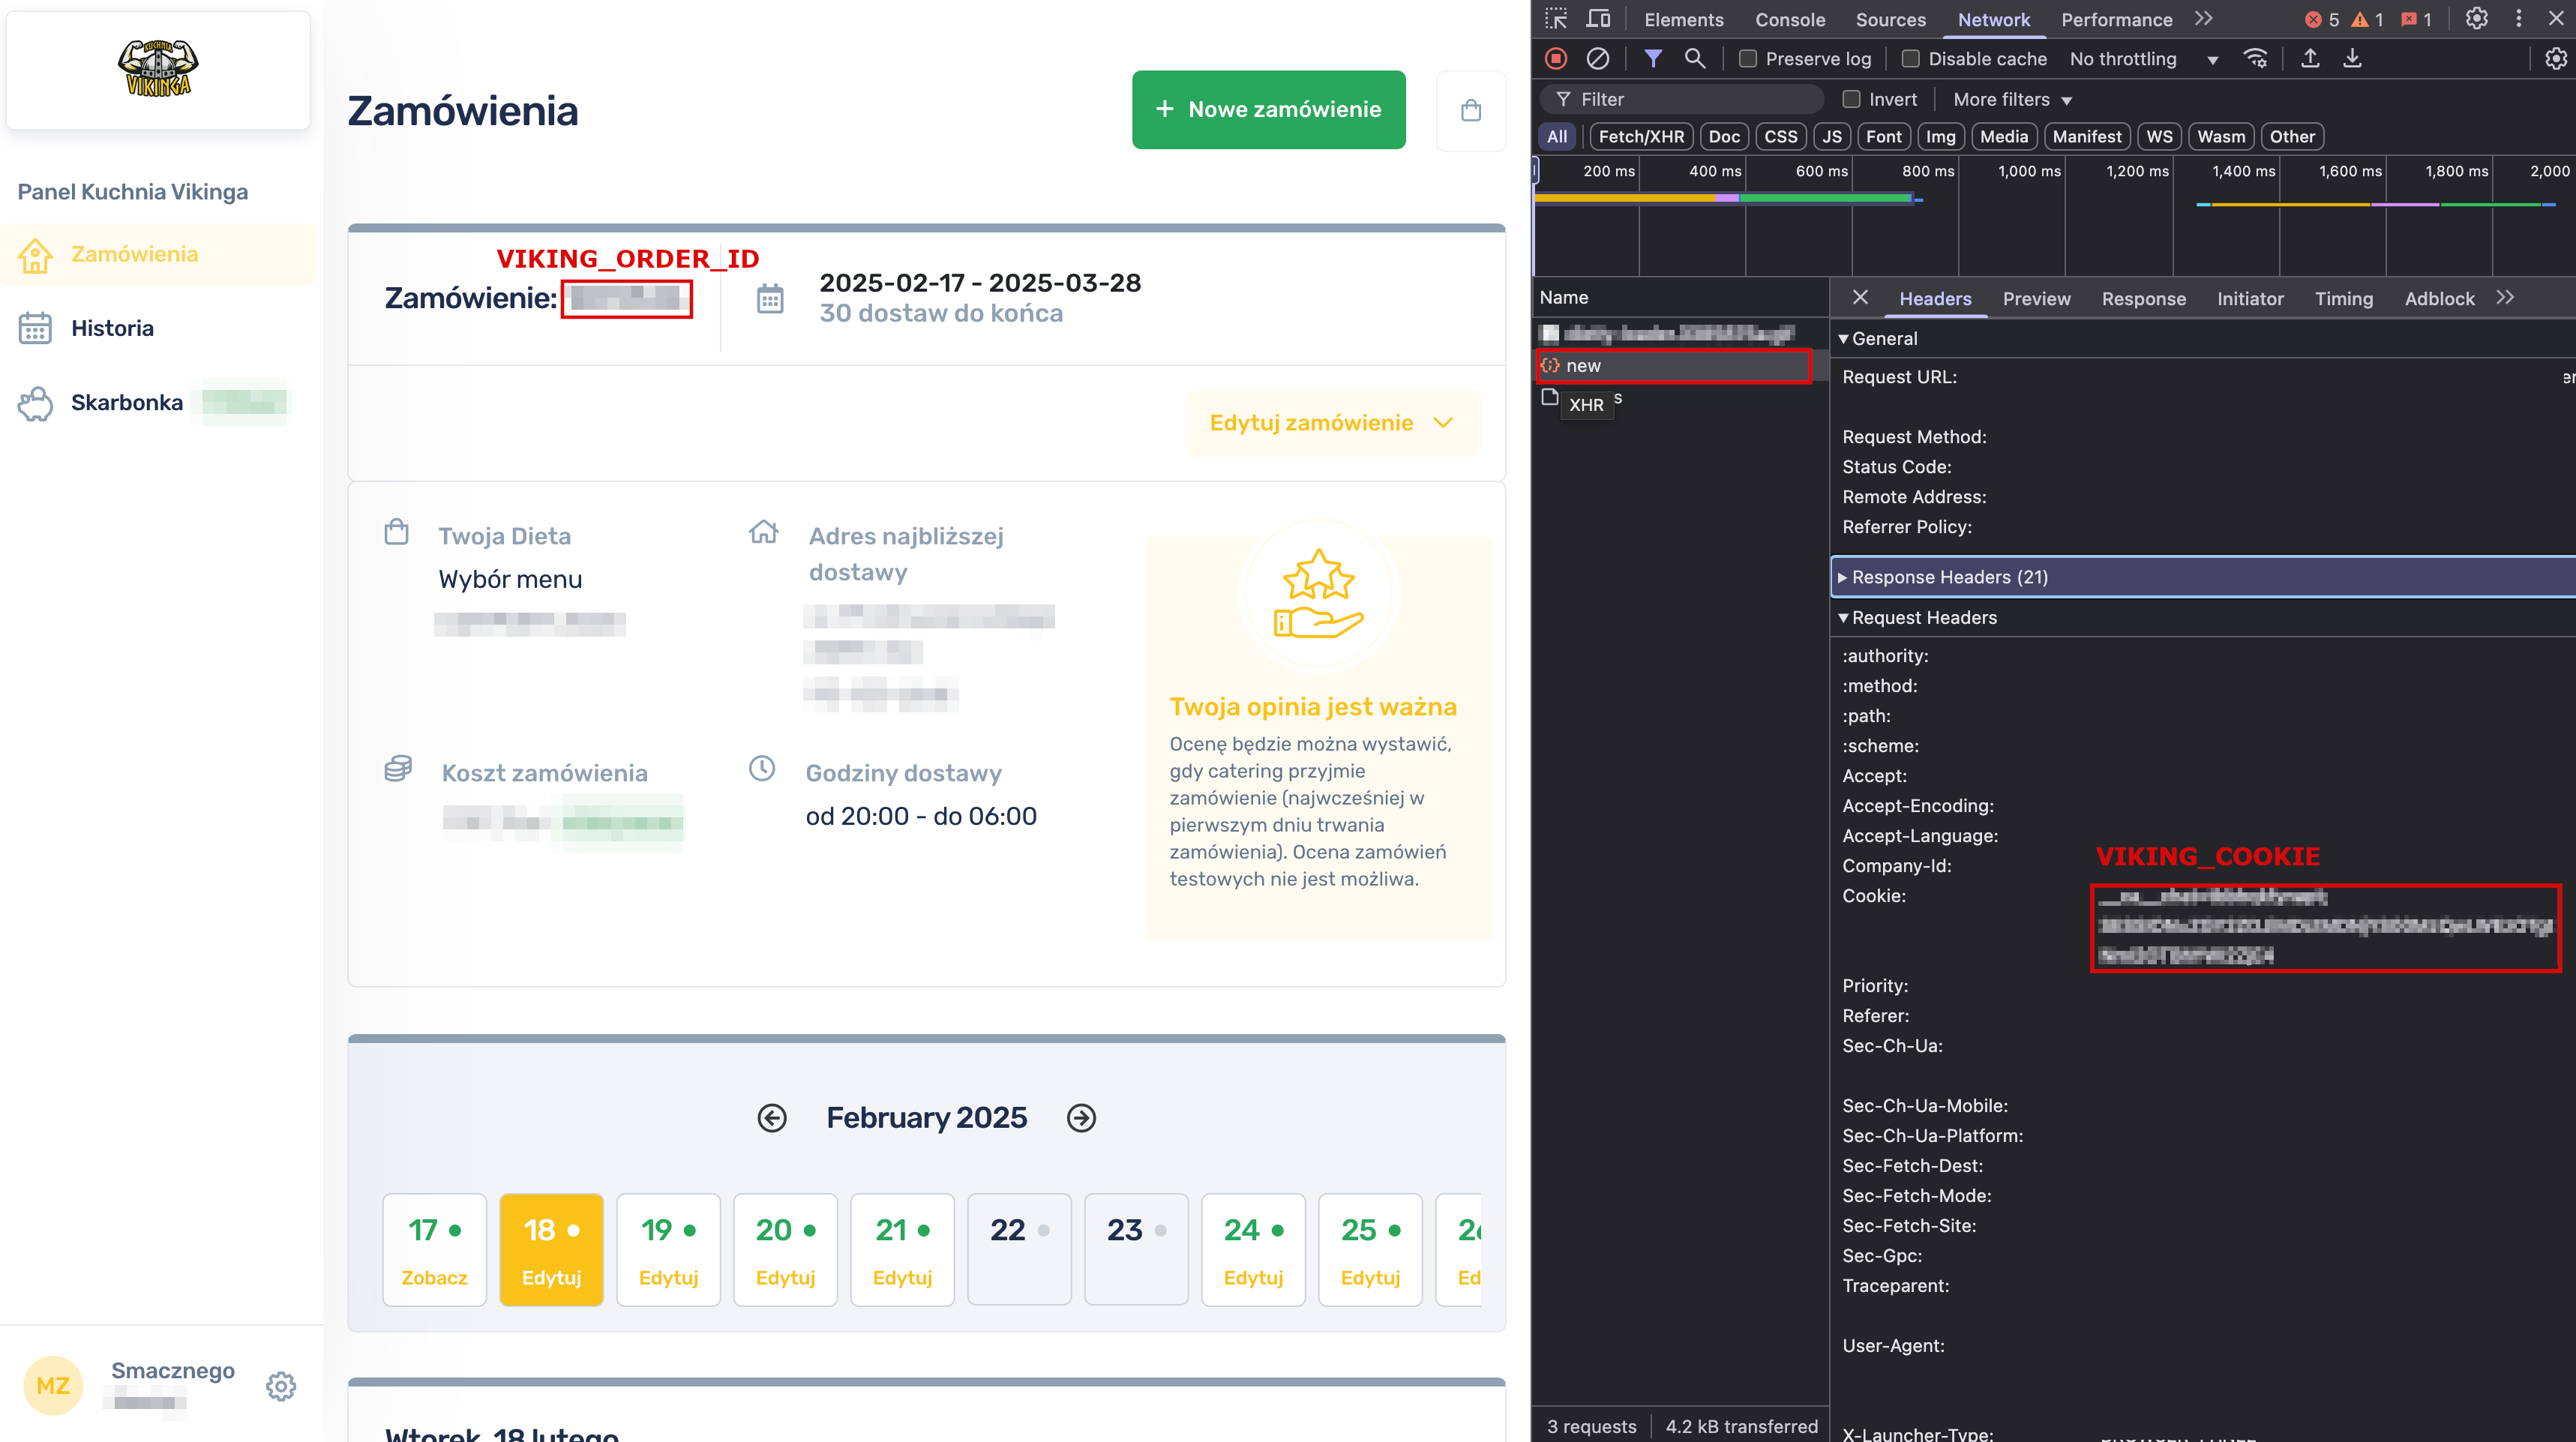 KUCHNIA
VIKINGA
Panel Kuchnia Vikinga
Zamówienia
Historia
Skarbonka
MZ
Smacznego
Zamówienia
+ Nowe zamówienie
VIKING_ORDER_ID
Zamówienie:
2025-02-17 - 2025-03-28
30 dostaw do końca
Edytuj zamówienie
Twoja Dieta
Wybór menu
Adres najbliższej
dostawy
Koszt zamówienia
Godziny dostawy
od 20:00 - do 06:00
Twoja opinia jest ważna
Ocenę będzie można wystawić,
gdy catering przyjmie
zamówienie (najwcześniej w
pierwszym dniu trwania
zamówienia). Ocena zamówień
testowych nie jest możliwa.
February 2025
17 18 19 20 21 22 23 24 25
Zobacz Edytuj Edytuj Edytuj Edytuj Edytuj Edytuj Ed
Wtorek, 18 lutego
Elements Console Sources Network Performance 5 1 1
Preserve log Disable cache No throttling
Filter Invert More filters
All Fetch/XHR Doc CSS JS Font Img Media Manifest WS Wasm Other
200 ms 400 ms 600 ms 800 ms 1,000 ms 1,200 ms 1,400 ms 1,600 ms 1,800 ms 2,000
Name
new
XHR s
Headers Preview Response Initiator Timing Adblock
General
Request URL:
Request Method:
Status Code:
Remote Address:
Referrer Policy:
Response Headers (21)
Request Headers
:authority:
:method:
:path:
:scheme:
Accept:
Accept-Encoding:
Accept-Language:
Company-Id:
VIKING_COOKIE
Cookie:
Priority:
Referer:
Sec-Ch-Ua:
Sec-Ch-Ua-Mobile:
Sec-Ch-Ua-Platform:
Sec-Fetch-Dest:
Sec-Fetch-Mode:
Sec-Fetch-Site:
Sec-Gpc:
Traceparent:
User-Agent:
X-Launcher-Type:
3 requests 4.2 kB transferred